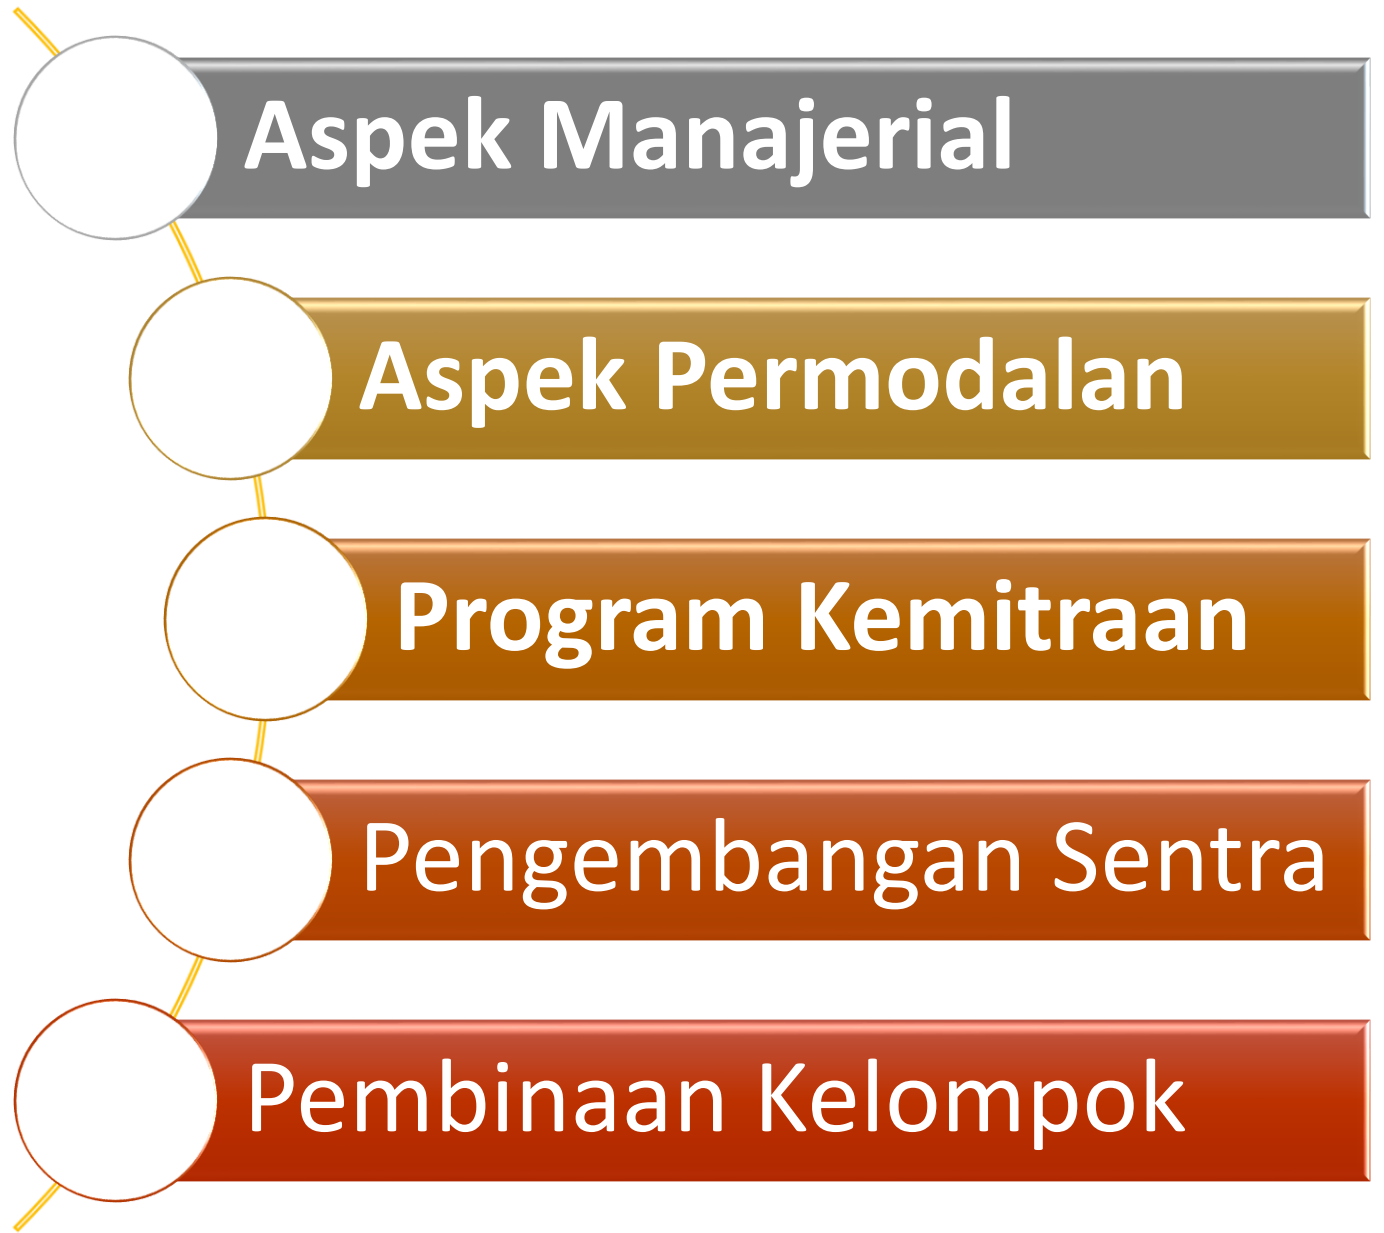 Aspek Manajerial
Aspek Permodalan
Program Kemitraan
Pengembangan Sentra
Pembinaan Kelompok